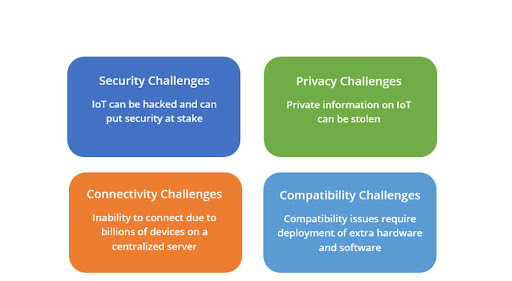 Security Challenges
IoT can be hacked and can
put security at stake
Privacy Challenges
Private information on IoT
can be stolen
Connectivity Challenges
Inability to connect due to
billions of devices on a
centralized server
Compatibility Challenges
Compatibility issues require
deployment of extra hardware
and software